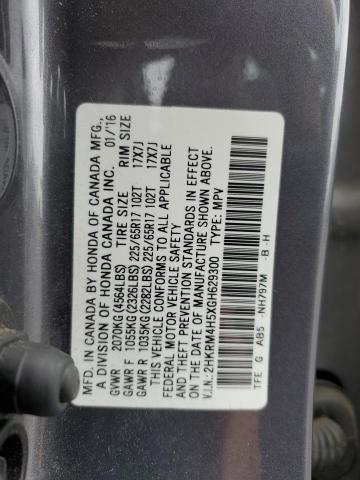 MFD. IN CANADA BY HONDA OF CANADA MFG.,
A DIVISION OF HONDA CANADA INC. 01/'16
GVWR 2070KG(4564LBS) TIRE SIZE RIM SIZE
GAWR F 1055KG(2326LBS) 225/65R17 102T 17X7J
GAWR R 1035KG(2282LBS) 225/65R17 102T 17X7J
THIS VEHICLE CONFORMS TO ALL APPLICABLE
FEDERAL MOTOR VEHICLE SAFETY
AND THEFT PREVENTION STANDARDS IN EFFECT
ON THE DATE OF MANUFACTURE SHOWN ABOVE.
V.I.N.: 2HKRM4H5XGH629300 TYPE: MPV
TFE G AB5 -NH797M -B -H